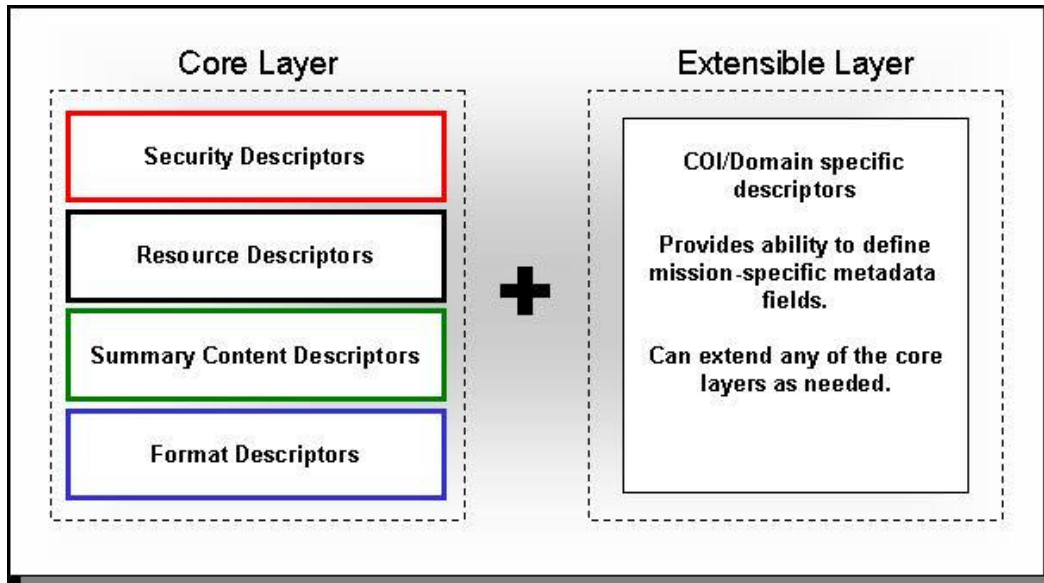 Core Layer
Security Descriptors
Resource Descriptors
Summary Content Descriptors
Format Descriptors
+
Extensible Layer
COI/Domain specific
descriptors
Provides ability to define
mission-specific metadata
fields.
Can extend any of the core
layers as needed.